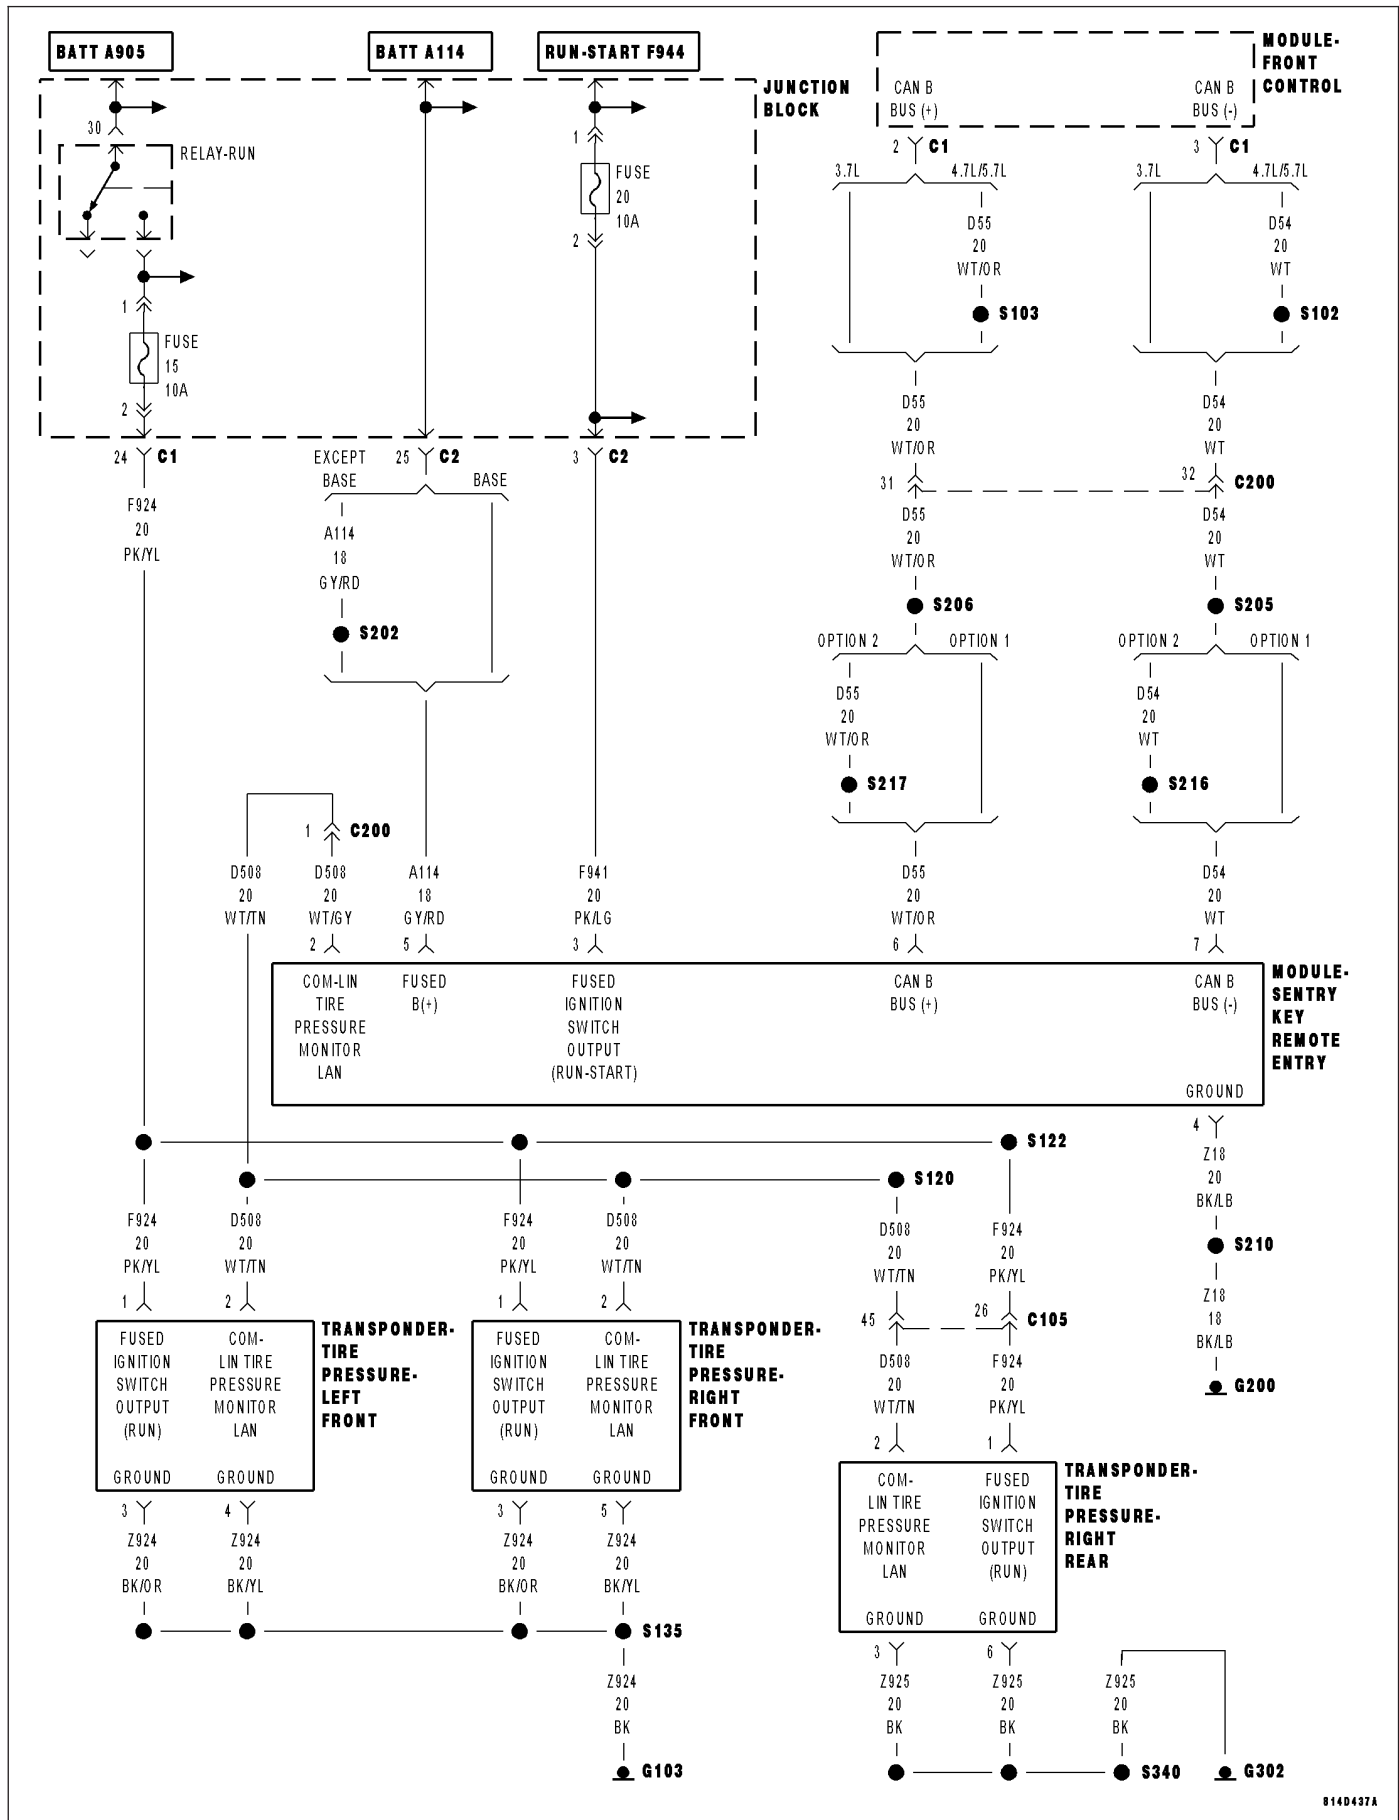 BATT A905
BATT A114
RUN-START F944
MODULE-
FRONT
CONTROL
JUNCTION
BLOCK
CAN B
BUS (+)
CAN B
BUS (-)
30
RELAY-RUN
1
FUSE
20
10A
2
2 C1
3 C1
3.7L
4.7L/5.7L
3.7L
4.7L/5.7L
D55
20
WT/OR
D54
20
WT
S103
S102
1
FUSE
15
10A
2
24 C1
25 C2
3 C2
EXCEPT
BASE
BASE
F924
20
PK/YL
A114
18
GY/RD
S202
D55
20
WT/OR
D54
20
WT
31
32 C200
D55
20
WT/OR
D54
20
WT
S206
S205
OPTION 2
OPTION 1
OPTION 2
OPTION 1
D55
20
WT/OR
D54
20
WT
S217
S216
1 C200
D508
20
WT/TN
D508
20
WT/GY
A114
18
GY/RD
F941
20
PK/LG
D55
20
WT/OR
D54
20
WT
2
5
3
6
7
COM-LIN
TIRE
PRESSURE
MONITOR
LAN
FUSED
B(+)
FUSED
IGNITION
SWITCH
OUTPUT
(RUN-START)
CAN B
BUS (+)
CAN B
BUS (-)
GROUND
MODULE-
SENTRY
KEY
REMOTE
ENTRY
S122
S120
4
Z18
20
BK/LB
S210
Z18
18
BK/LB
G200
F924
20
PK/YL
D508
20
WT/TN
F924
20
PK/YL
D508
20
WT/TN
D508
20
WT/TN
F924
20
PK/YL
45
26 C105
D508
20
WT/TN
F924
20
PK/YL
1
2
1
2
2
1
FUSED
IGNITION
SWITCH
OUTPUT
(RUN)
COM-
LIN TIRE
PRESSURE
MONITOR
LAN
GROUND
GROUND
TRANSPONDER-
TIRE
PRESSURE-
LEFT
FRONT
FUSED
IGNITION
SWITCH
OUTPUT
(RUN)
COM-
LIN TIRE
PRESSURE
MONITOR
LAN
GROUND
GROUND
TRANSPONDER-
TIRE
PRESSURE-
RIGHT
FRONT
COM-
LIN TIRE
PRESSURE
MONITOR
LAN
FUSED
IGNITION
SWITCH
OUTPUT
(RUN)
GROUND
GROUND
TRANSPONDER-
TIRE
PRESSURE-
RIGHT
REAR
3
4
3
5
Z924
20
BK/OR
Z924
20
BK/YL
Z924
20
BK/OR
Z924
20
BK/YL
S135
Z924
20
BK
G103
3
6
Z925
20
BK
Z925
20
BK
Z925
20
BK
S340
G302
814D437A